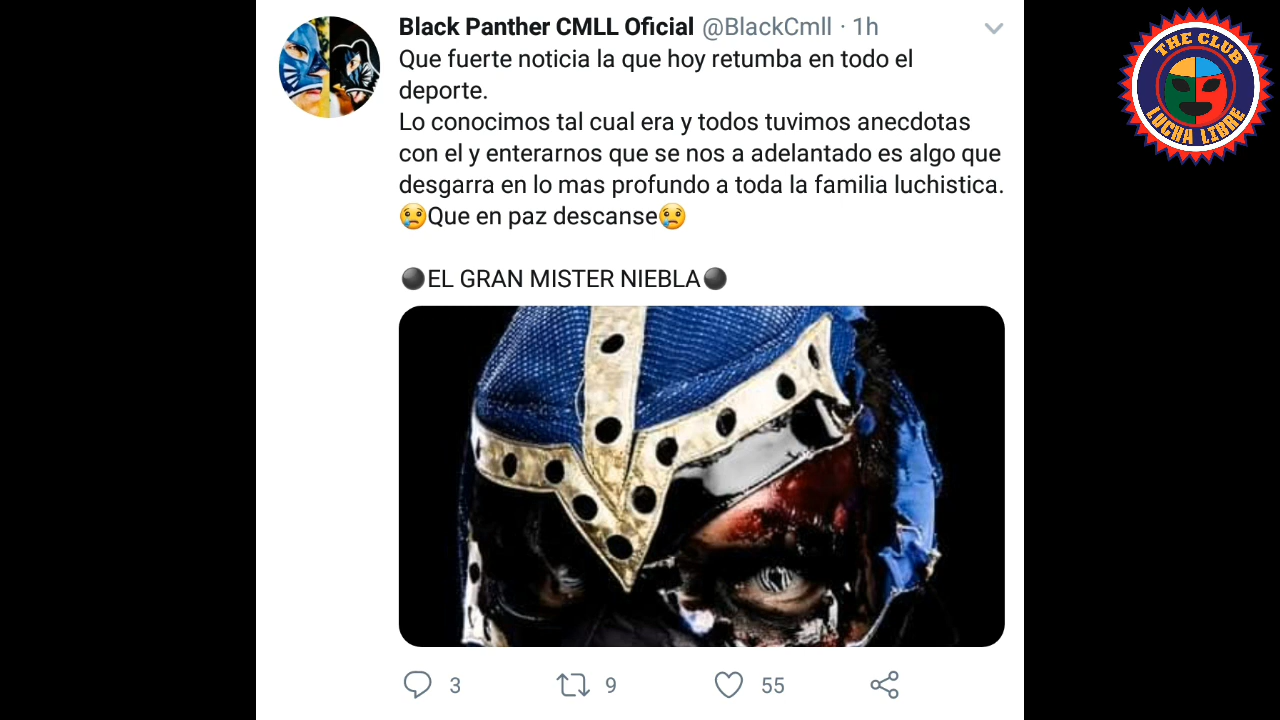 Black Panther CMLL Oficial @BlackCmll · 1h
Que fuerte noticia la que hoy retumba en todo el
deporte.
Lo conocimos tal cual era y todos tuvimos anecdotas
con el y enterarnos que se nos a adelantado es algo que
desgarra en lo mas profundo a toda la familia luchistica.
😢Que en paz descanse😢
⚫EL GRAN MISTER NIEBLA⚫
3 9 55
THE CLUB
LUCHA LIBRE